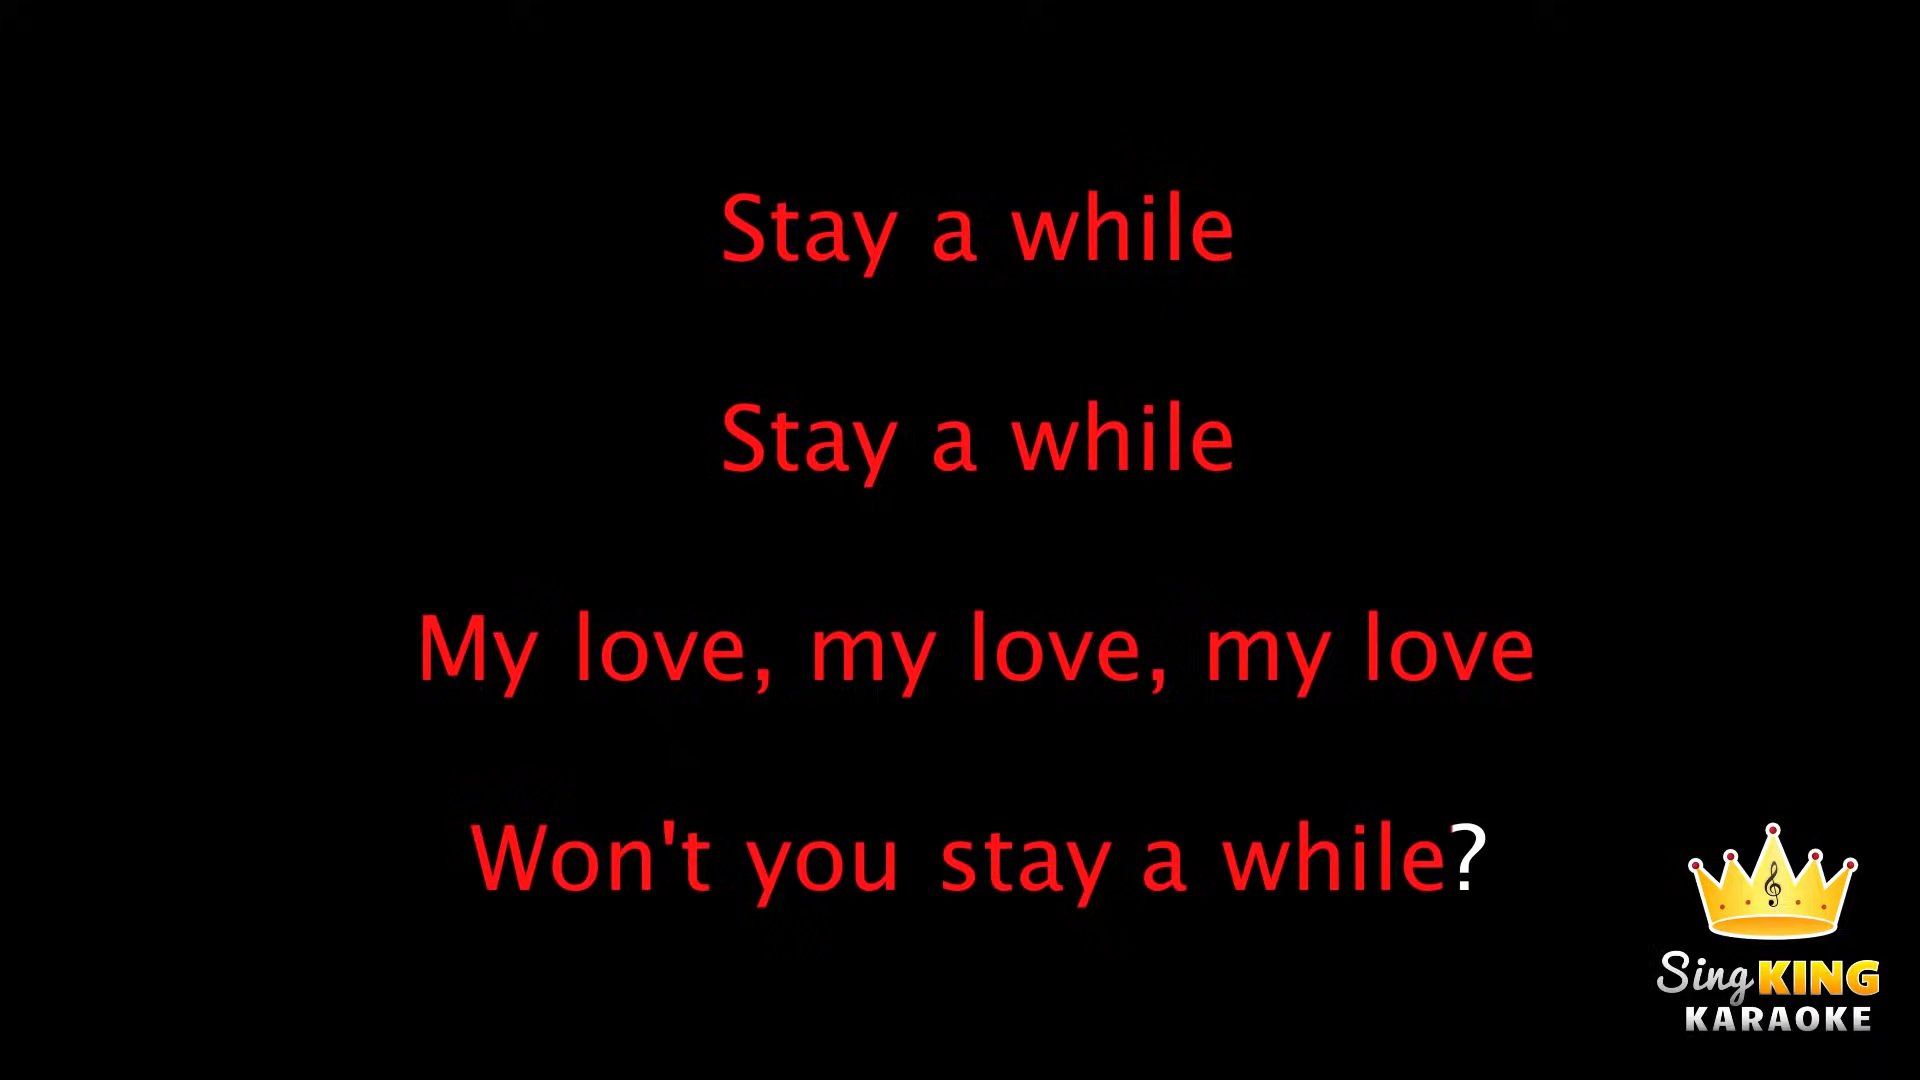 Stay a while
Stay a while
My love, my love, my love
Won't you stay a while?
Sing KING
KARAOKE